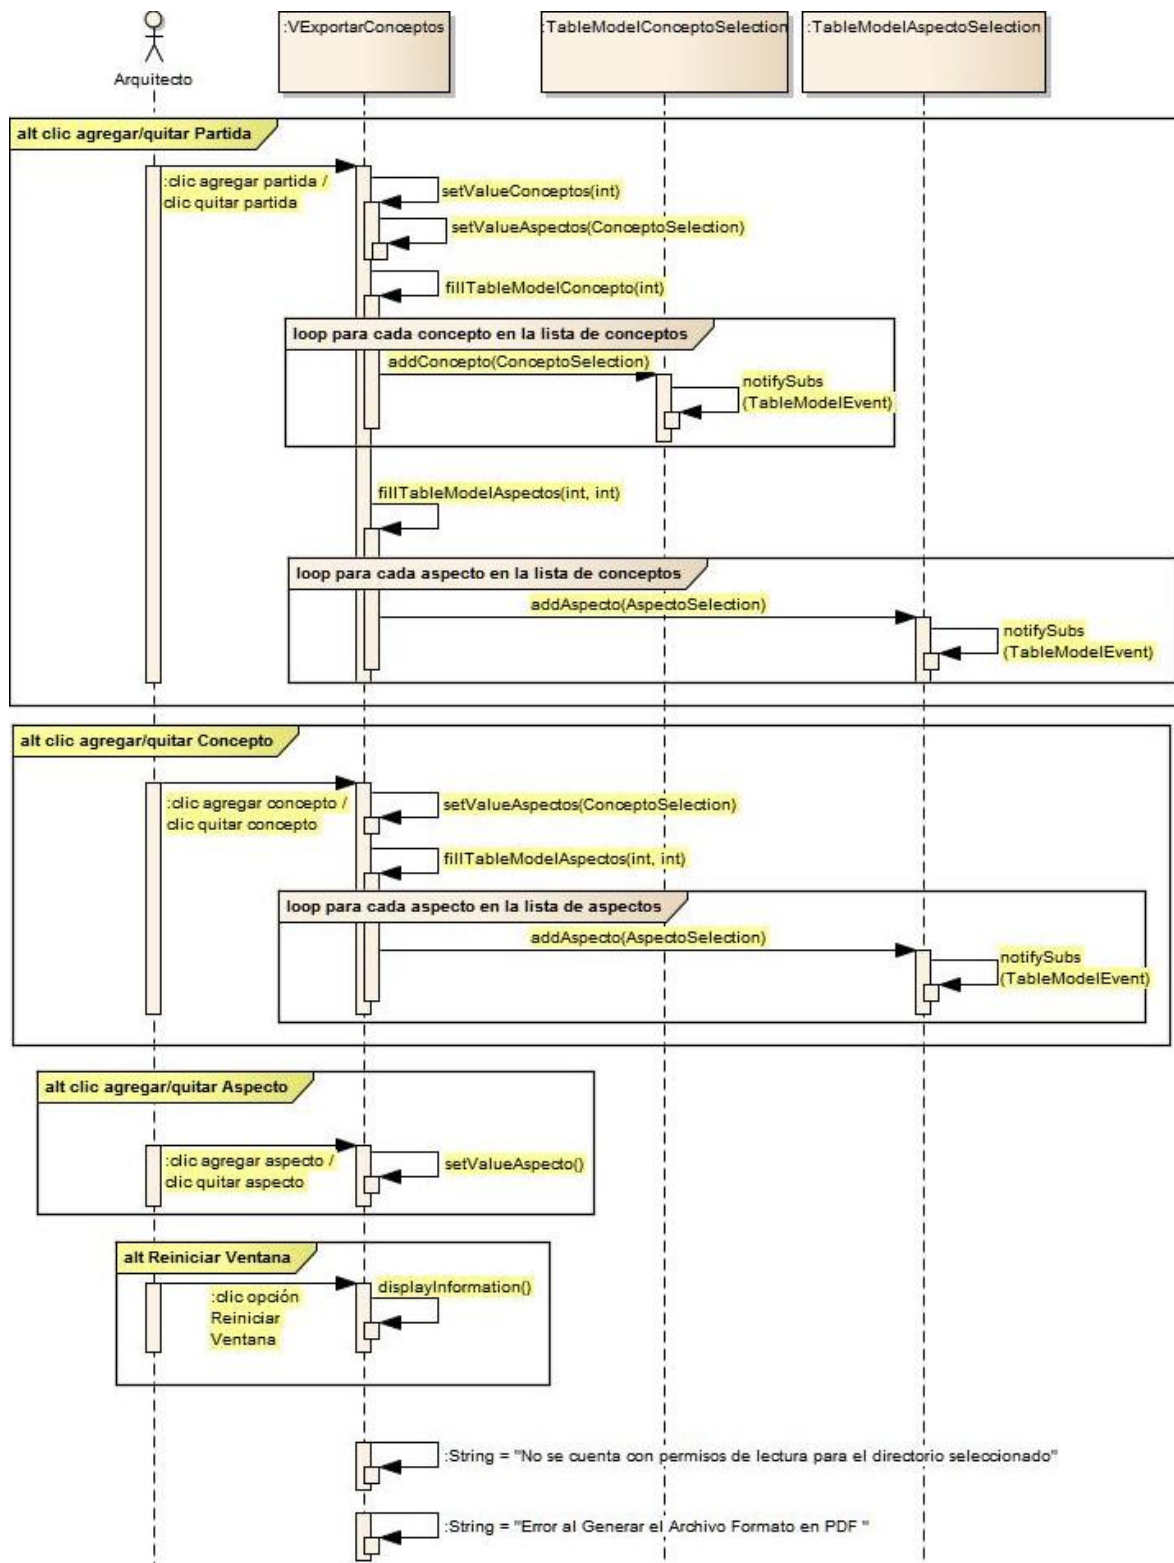 :VExportarConceptos
:TableModelConceptoSelection
:TableModelAspectoSelection
Arquitecto
alt clic agregar/quitar Partida
:clic agregar partida /
clic quitar partida
setValueConceptos(int)
setValueAspectos(ConceptoSelection)
fillTableModelConcepto(int)
loop para cada concepto en la lista de conceptos
addConcepto(ConceptoSelection)
notifySubs
(TableModelEvent)
fillTableModelAspectos(int, int)
loop para cada aspecto en la lista de conceptos
addAspecto(AspectoSelection)
notifySubs
(TableModelEvent)
alt clic agregar/quitar Concepto
:clic agregar concepto /
clic quitar concepto
setValueAspectos(ConceptoSelection)
fillTableModelAspectos(int, int)
loop para cada aspecto en la lista de aspectos
addAspecto(AspectoSelection)
notifySubs
(TableModelEvent)
alt clic agregar/quitar Aspecto
:clic agregar aspecto /
clic quitar aspecto
setValueAspecto()
alt Reiniciar Ventana
:clic opción
Reiniciar
Ventana
displayInformation()
:String = "No se cuenta con permisos de lectura para el directorio seleccionado"
:String = "Error al Generar el Archivo Formato en PDF "